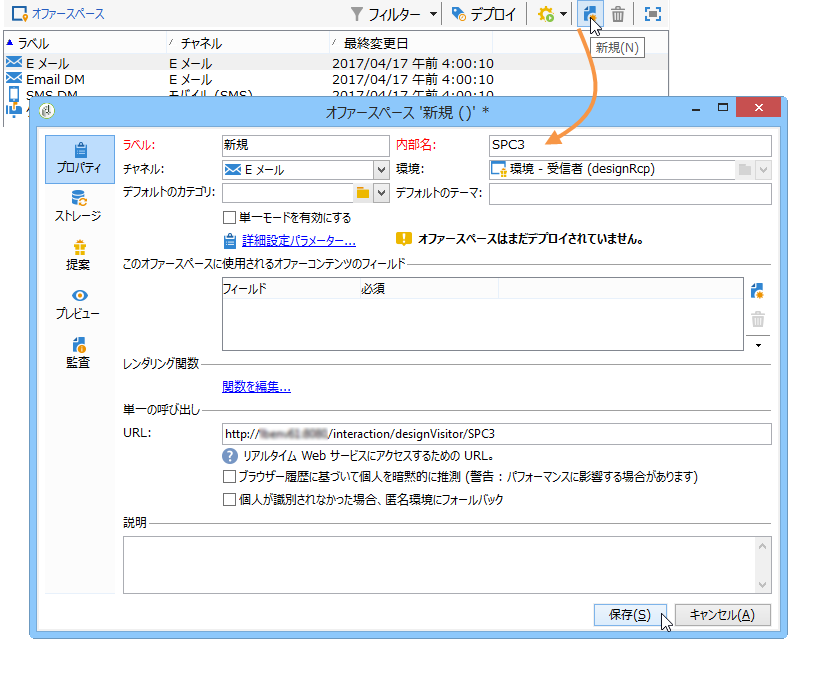 オファースペース フィルター デプロイ
新規(N)
ラベル チャネル 最終変更日
E メール E メール 2017/04/17 午前 4:00:10
Email DM E メール 2017/04/17 午前 4:00:10
SMS DM モバイル (SMS) 2017/04/17 午前 4:00:10
オファースペース '新規 ()' *
プロパティ
ストレージ
提案
プレビュー
監査
ラベル: 新規 内部名: SPC3
チャネル: E メール 環境: 環境 - 受信者 (designRcp)
デフォルトのカテゴリ: デフォルトのテーマ:
単一モードを有効にする
詳細設定パラメーター... オファースペースはまだデプロイされていません。
このオファースペースに使用されるオファーコンテンツのフィールド
フィールド 必須
レンダリング関数
関数を編集...
単一の呼び出し
URL: http:// /interaction/designVisitor/SPC3
リアルタイム Web サービスにアクセスするための URL。
ブラウザー履歴に基づいて個人を暗黙的に推測 (警告 : パフォーマンスに影響する場合があります)
個人が識別されなかった場合、匿名環境にフォールバック
説明
保存(S) キャンセル(A)